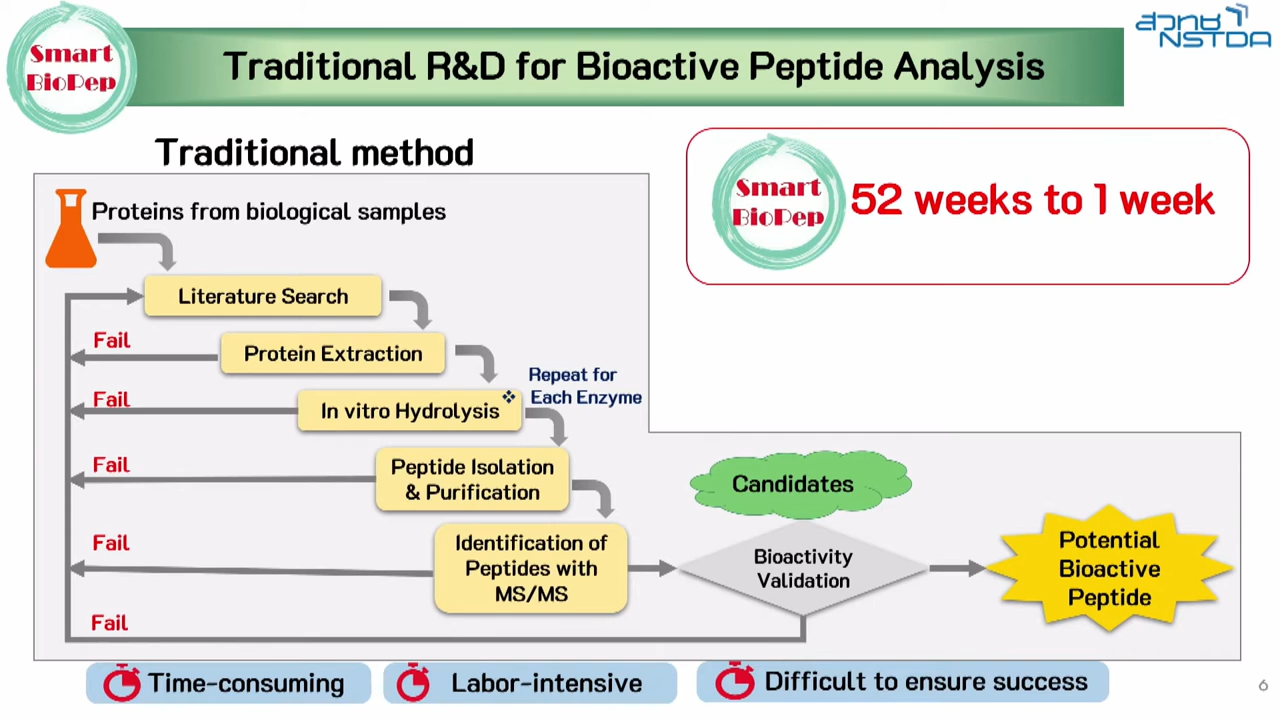 Smart
BioPep
Traditional R&D for Bioactive Peptide Analysis
สวทช
NSTDA
Traditional method
Smart
BioPep
52 weeks to 1 week
Proteins from biological samples
Literature Search
Fail
Protein Extraction
Repeat for
Each Enzyme
Fail
In vitro Hydrolysis
Fail
Peptide Isolation
& Purification
Candidates
Fail
Identification of
Peptides with
MS/MS
Bioactivity
Validation
Potential
Bioactive
Peptide
Fail
Time-consuming
Labor-intensive
Difficult to ensure success
6